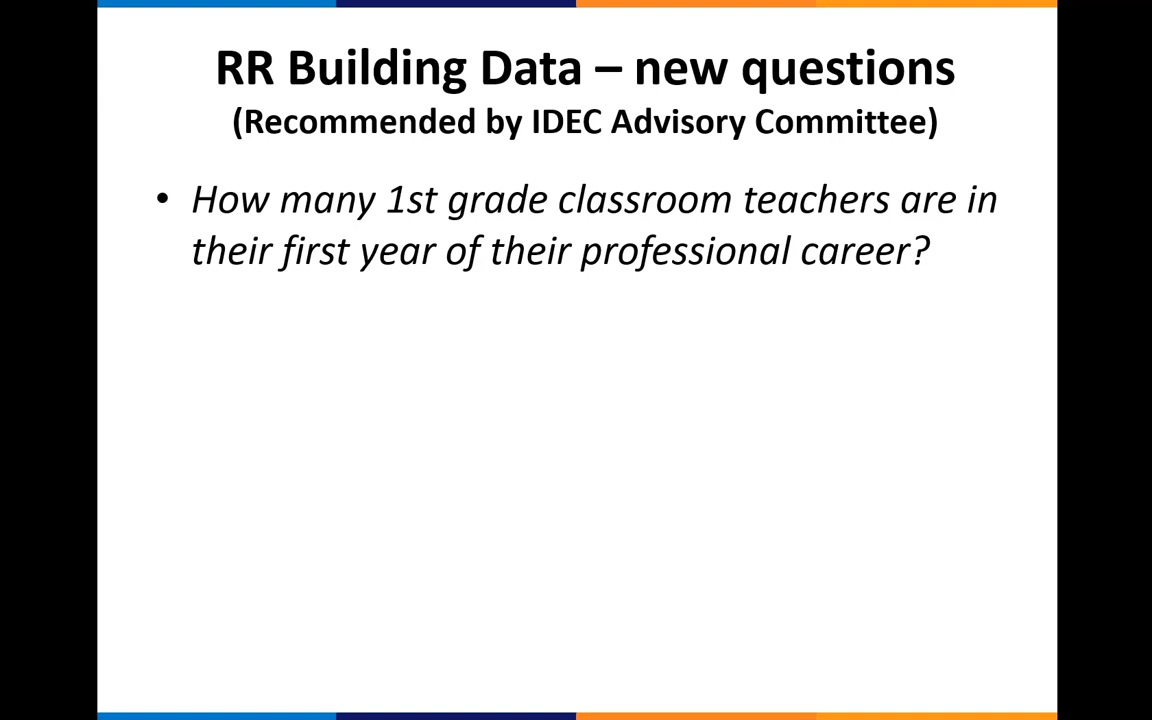 RR Building Data – new questions
(Recommended by IDEC Advisory Committee)
• How many 1st grade classroom teachers are in
their first year of their professional career?